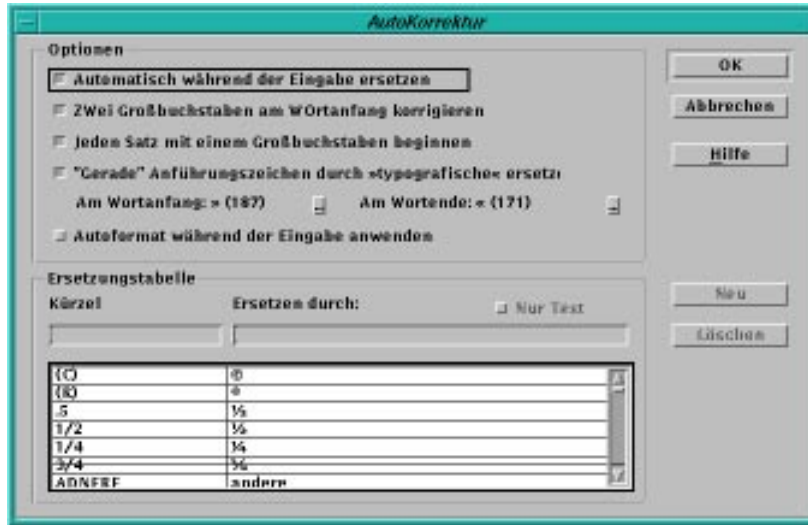 AutoKorrektur
Optionen
Automatisch während der Eingabe ersetzen
ZWei Großbuchstaben am WOrtanfang korrigieren
Jeden Satz mit einem Großbuchstaben beginnen
"Gerade" Anführungszeichen durch »typografische« ersetz
Am Wortanfang: » (187) Am Wortende: « (171)
Autoformat während der Eingabe anwenden
OK
Abbrechen
Hilfe
Ersetzungstabelle
Kürzel Ersetzen durch: Nur Text
Neu
Löschen
(C) ©
(R) ®
.5 ½
1/2 ½
1/4 ¼
3/4 ¾
ADNERE andere